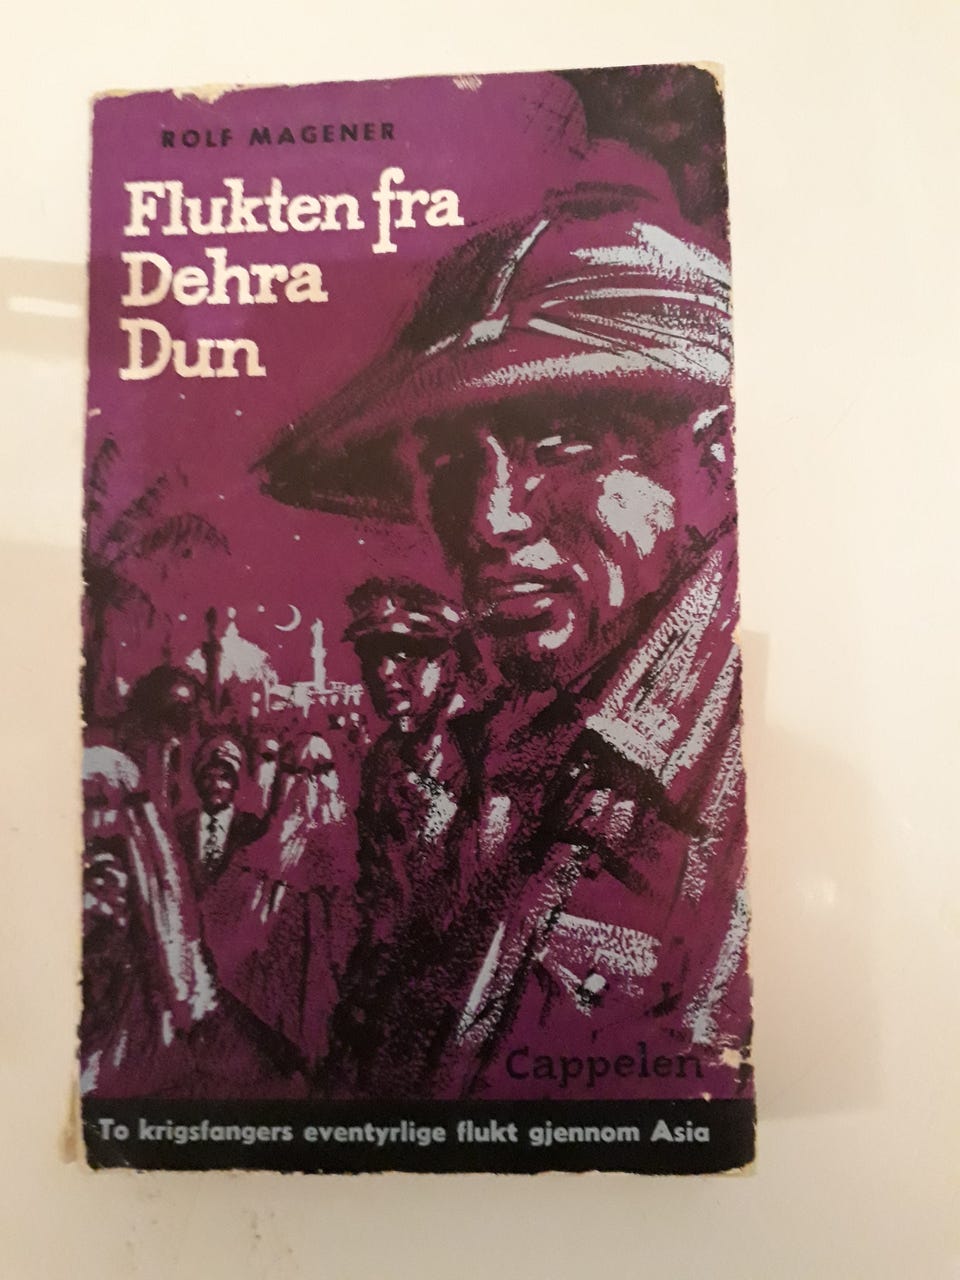 ROLF MAGENER
Flukten fra
Dehra
Dun
Cappelen
To krigsfangers eventyrlige flukt gjennom Asia